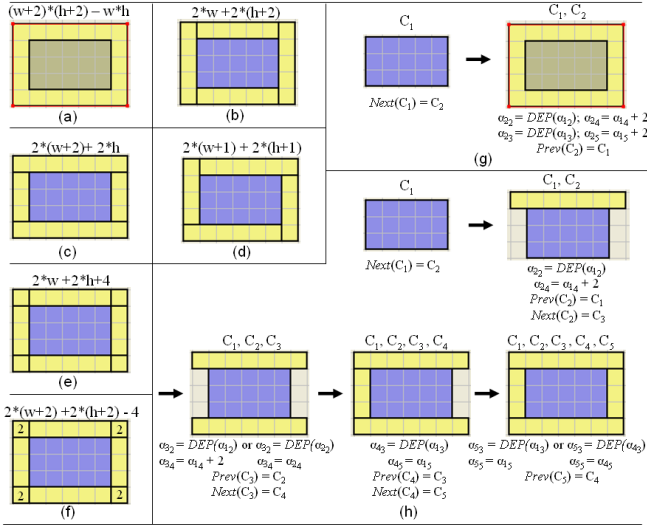 (w+2)*(h+2) – w*h
(a)
2*w +2*(h+2)
(b)
2*(w+2)+ 2*h
(c)
2*(w+1) + 2*(h+1)
(d)
2*w +2*h+4
(e)
2*(w+2) +2*(h+2) - 4
2 2
2 2
(f)
C₁
Next(C₁) = C₂
C₁, C₂
α₂₂ = DEP(α₁₂); α₂₄ = α₁₄ + 2
α₂₃ = DEP(α₁₃); α₂₅ = α₁₅ + 2
Prev(C₂) = C₁
(g)
C₁
Next(C₁) = C₂
C₁, C₂
α₂₂ = DEP(α₁₂)
α₂₄ = α₁₄ + 2
Prev(C₂) = C₁
Next(C₂) = C₃
C₁, C₂, C₃
α₃₂ = DEP(α₁₂) or α₃₂ = DEP(α₂₂)
α₃₄ = α₁₄ + 2 α₃₄ = α₂₄
Prev(C₃) = C₂
Next(C₃) = C₄
C₁, C₂, C₃, C₄
α₄₃ = DEP(α₁₃)
α₄₅ = α₁₅
Prev(C₄) = C₃
Next(C₄) = C₅
C₁, C₂, C₃, C₄, C₅
α₅₃ = DEP(α₁₃) or α₅₃ = DEP(α₄₃)
α₅₅ = α₁₅ α₅₅ = α₄₅
Prev(C₅) = C₄
(h)